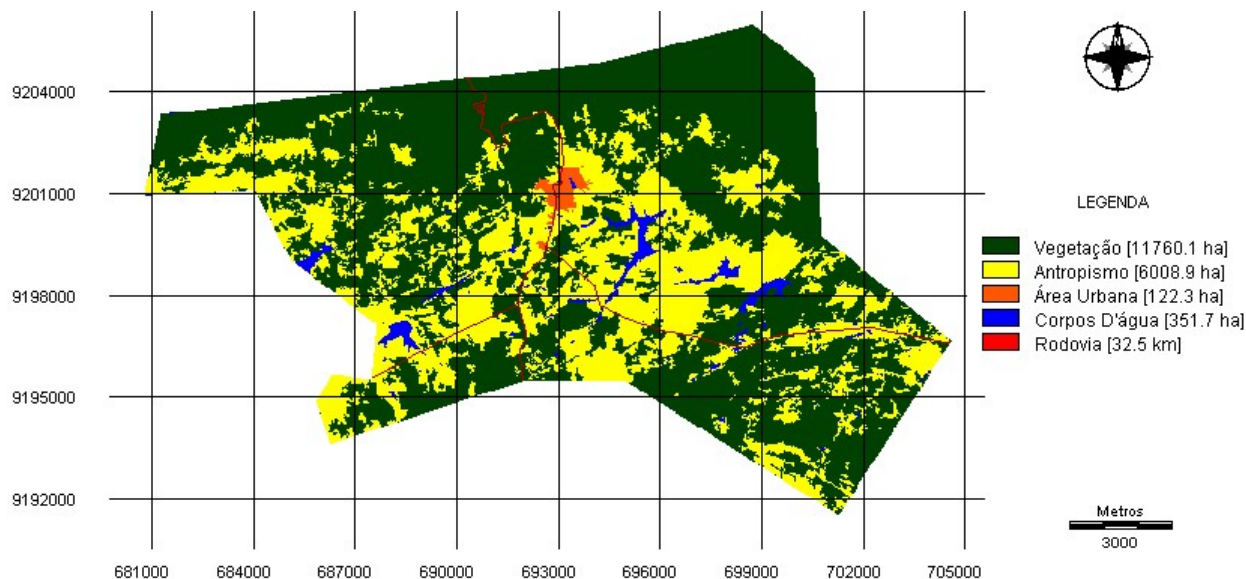 N
9204000
9201000
9198000
9195000
9192000
681000 684000 687000 690000 693000 696000 699000 702000 705000
LEGENDA
Vegetação [11760.1 ha]
Antropismo [6008.9 ha]
Área Urbana [122.3 ha]
Corpos D'água [351.7 ha]
Rodovia [32.5 km]
Metros
3000